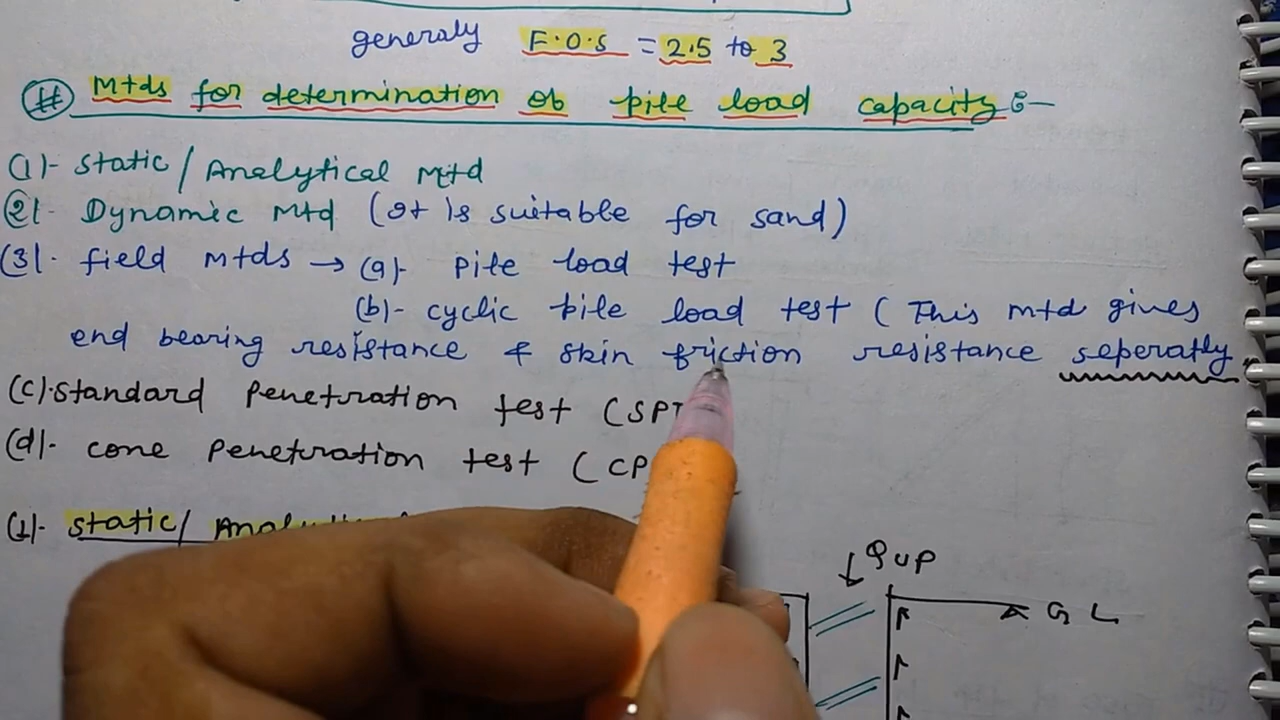 generaly F.O.S = 2.5 to 3
# Mtds for determination of pile load capacity :-
(1)- static / Analytical Mtd
(2)- Dynamic Mtd (It is suitable for sand)
(3)- field mtds → (a)- Pile load test
(b)- cyclic pile load test ( This mtd gives
end bearing resistance & skin friction resistance seperatly
(c)- standard Penetration test (SPT
(d)- cone Penetration test ( CP
(1)- static/
Qup
G L